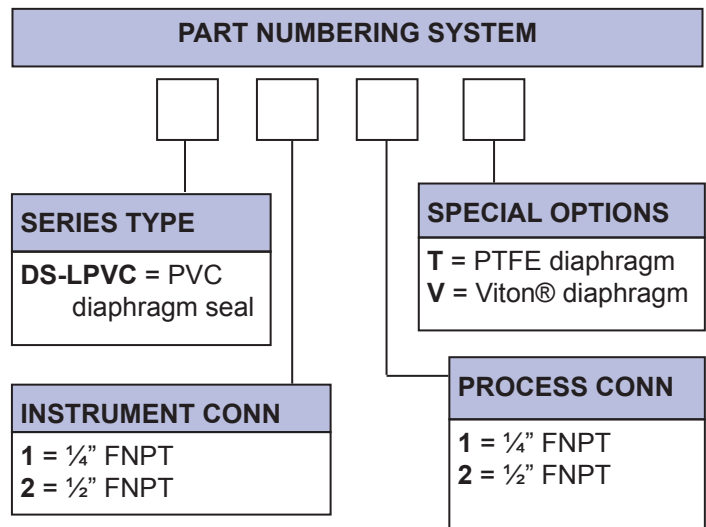 PART NUMBERING SYSTEM
SERIES TYPE
DS-LPVC = PVC
diaphragm seal
SPECIAL OPTIONS
T = PTFE diaphragm
V = Viton® diaphragm
INSTRUMENT CONN
1 = ¼” FNPT
2 = ½” FNPT
PROCESS CONN
1 = ¼” FNPT
2 = ½” FNPT